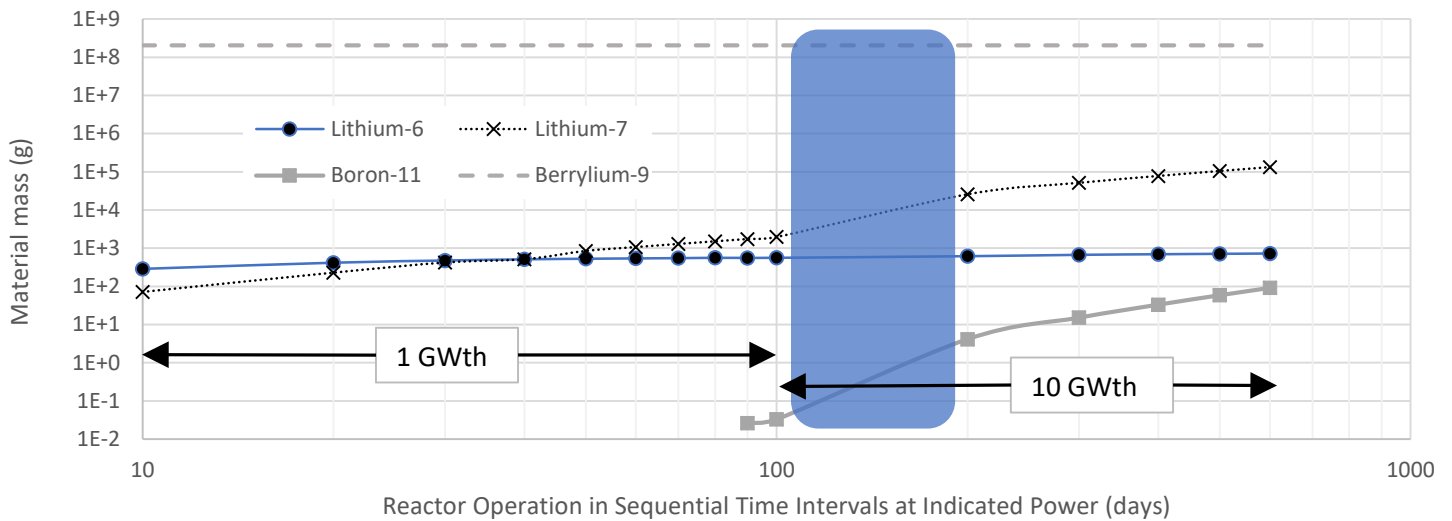 1E+9
1E+8
1E+7
1E+6
1E+5
1E+4
1E+3
1E+2
1E+1
1E+0
1E-1
1E-2
Material mass (g)
Lithium-6 Lithium-7
Boron-11 Berrylium-9
1 GWth
10 GWth
10 100 1000
Reactor Operation in Sequential Time Intervals at Indicated Power (days)